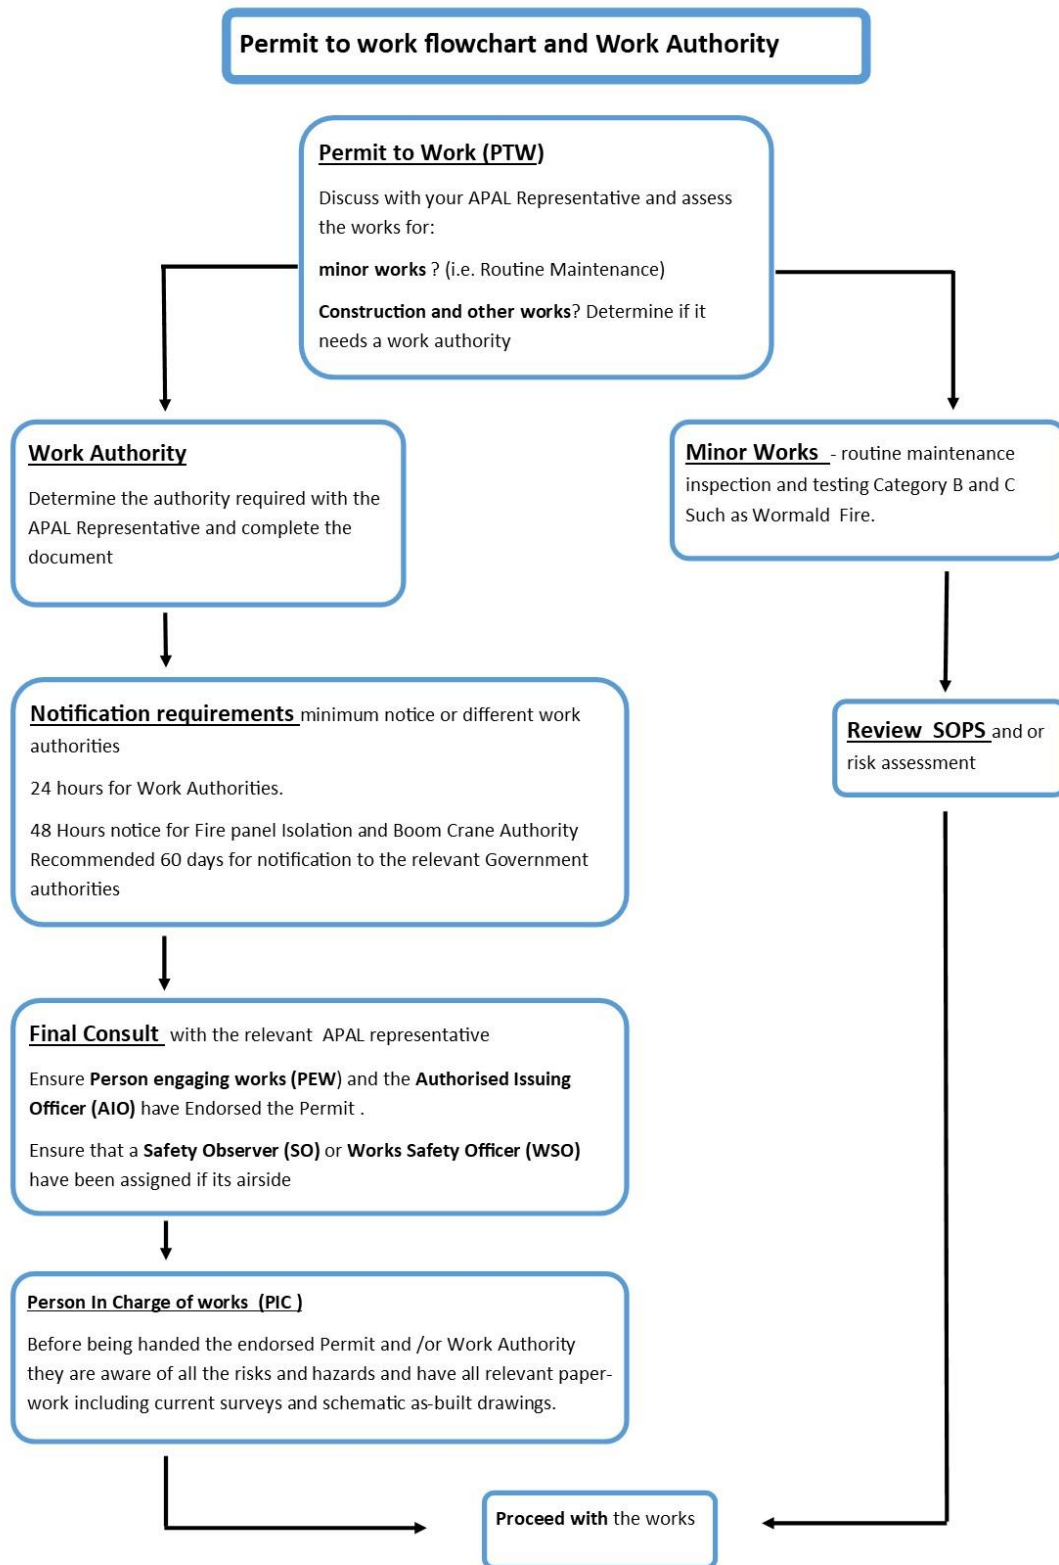 Permit to work flowchart and Work Authority
Permit to Work (PTW)
Discuss with your APAL Representative and assess
the works for:
minor works ? (i.e. Routine Maintenance)
Construction and other works? Determine if it
needs a work authority
Work Authority
Determine the authority required with the
APAL Representative and complete the
document
Minor Works - routine maintenance
inspection and testing Category B and C
Such as Wormald Fire.
Notification requirements minimum notice or different work
authorities
24 hours for Work Authorities.
48 Hours notice for Fire panel Isolation and Boom Crane Authority
Recommended 60 days for notification to the relevant Government
authorities
Review SOPS and or
risk assessment
Final Consult with the relevant APAL representative
Ensure Person engaging works (PEW) and the Authorised Issuing
Officer (AIO) have Endorsed the Permit .
Ensure that a Safety Observer (SO) or Works Safety Officer (WSO)
have been assigned if its airside
Person In Charge of works (PIC )
Before being handed the endorsed Permit and /or Work Authority
they are aware of all the risks and hazards and have all relevant paper-
work including current surveys and schematic as-built drawings.
Proceed with the works